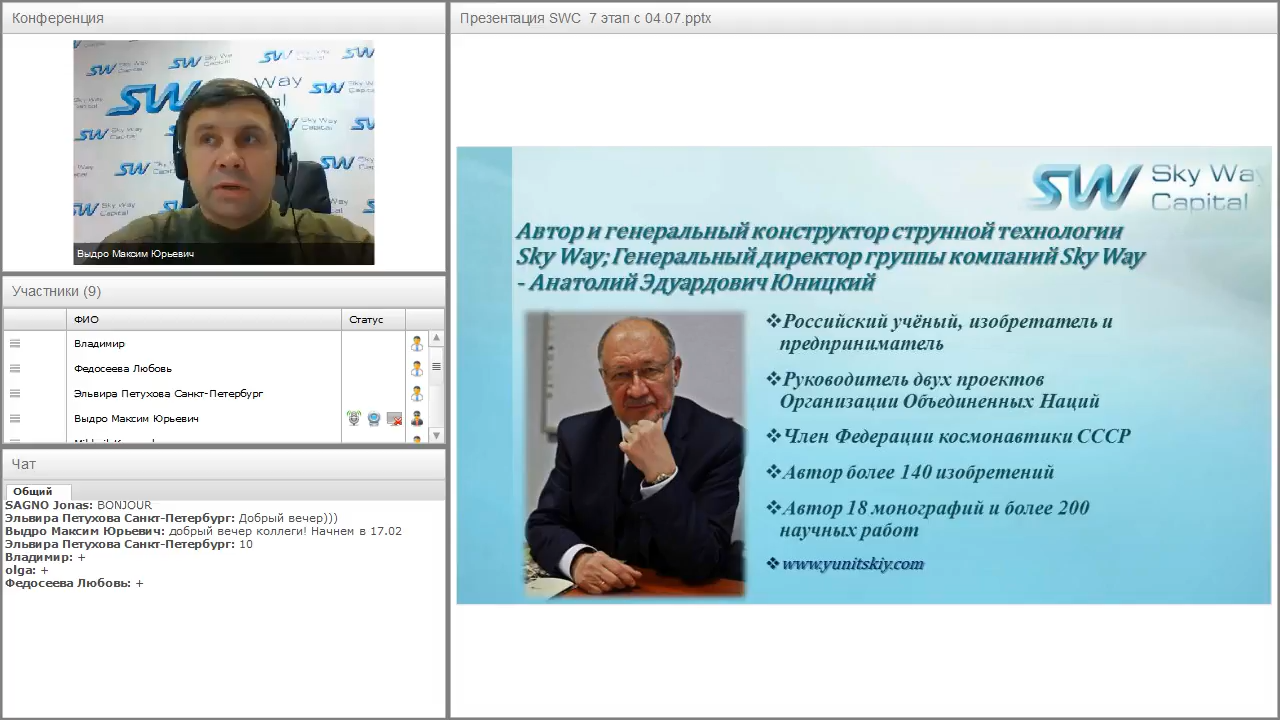 Конференция
SW Sky Way Capital
Выдро Максим Юрьевич
Участники (9)
ФИО
Статус
Владимир
Федосеева Любовь
Эльвира Петухова Санкт-Петербург
Выдро Максим Юрьевич
Чат
Общий
SAGNO Jonas: BONJOUR
Эльвира Петухова Санкт-Петербург: Добрый вечер)))
Выдро Максим Юрьевич: добрый вечер коллеги! Начнем в 17.02
Эльвира Петухова Санкт-Петербург: 10
Владимир: +
olga: +
Федосеева Любовь: +
Презентация SWC 7 этап с 04.07.pptx
SW Sky Way
Capital
Автор и генеральный конструктор струнной технологии
Sky Way; Генеральный директор группы компаний Sky Way
- Анатолий Эдуардович Юницкий
❖Российский учёный, изобретатель и
предприниматель
❖Руководитель двух проектов
Организации Объединенных Наций
❖Член Федерации космонавтики СССР
❖Автор более 140 изобретений
❖Автор 18 монографий и более 200
научных работ
❖www.yunitskiy.com